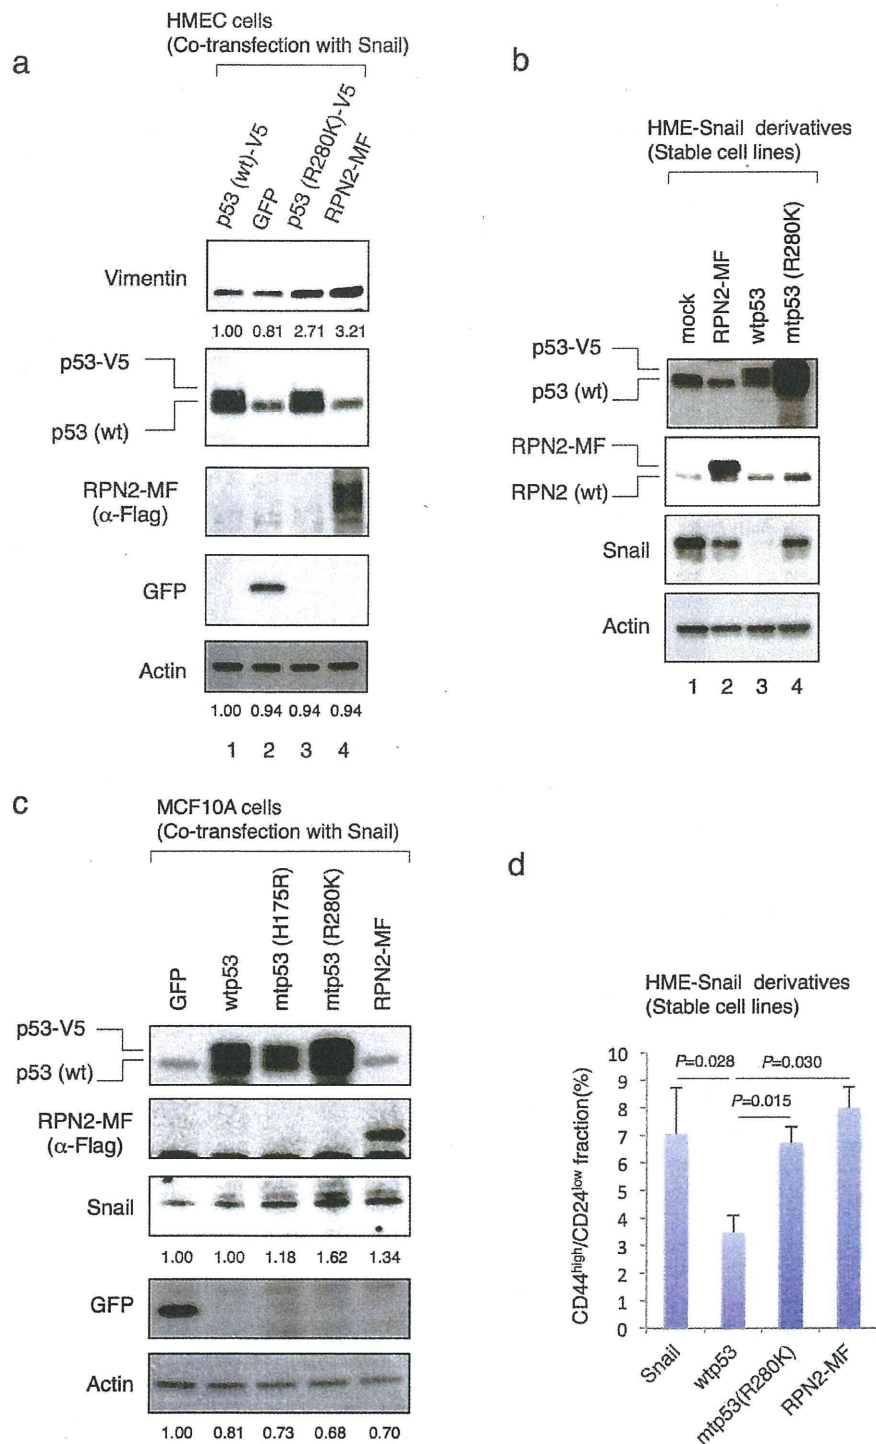 a
HMEC cells
(Co-transfection with Snail)
p53 (wt)-V5
GFP
p53 (R280K)-V5
RPN2-MF
Vimentin
1.00 0.81 2.71 3.21
p53-V5
p53 (wt)
RPN2-MF
(α-Flag)
GFP
Actin
1.00 0.94 0.94 0.94
1 2 3 4
b
HME-Snail derivatives
(Stable cell lines)
mock
RPN2-MF
wtp53
mtp53 (R280K)
p53-V5
p53 (wt)
RPN2-MF
RPN2 (wt)
Snail
Actin
1 2 3 4
c
MCF10A cells
(Co-transfection with Snail)
GFP
wtp53
mtp53 (H175R)
mtp53 (R280K)
RPN2-MF
p53-V5
p53 (wt)
RPN2-MF
(α-Flag)
Snail
1.00 1.00 1.18 1.62 1.34
GFP
Actin
1.00 0.81 0.73 0.68 0.70
d
HME-Snail derivatives
(Stable cell lines)
CD44high/CD24low fraction(%)
10
9
8
7
6
5
4
3
2
1
0
P=0.028 P=0.030
P=0.015
Snail
wtp53
mtp53(R280K)
RPN2-MF